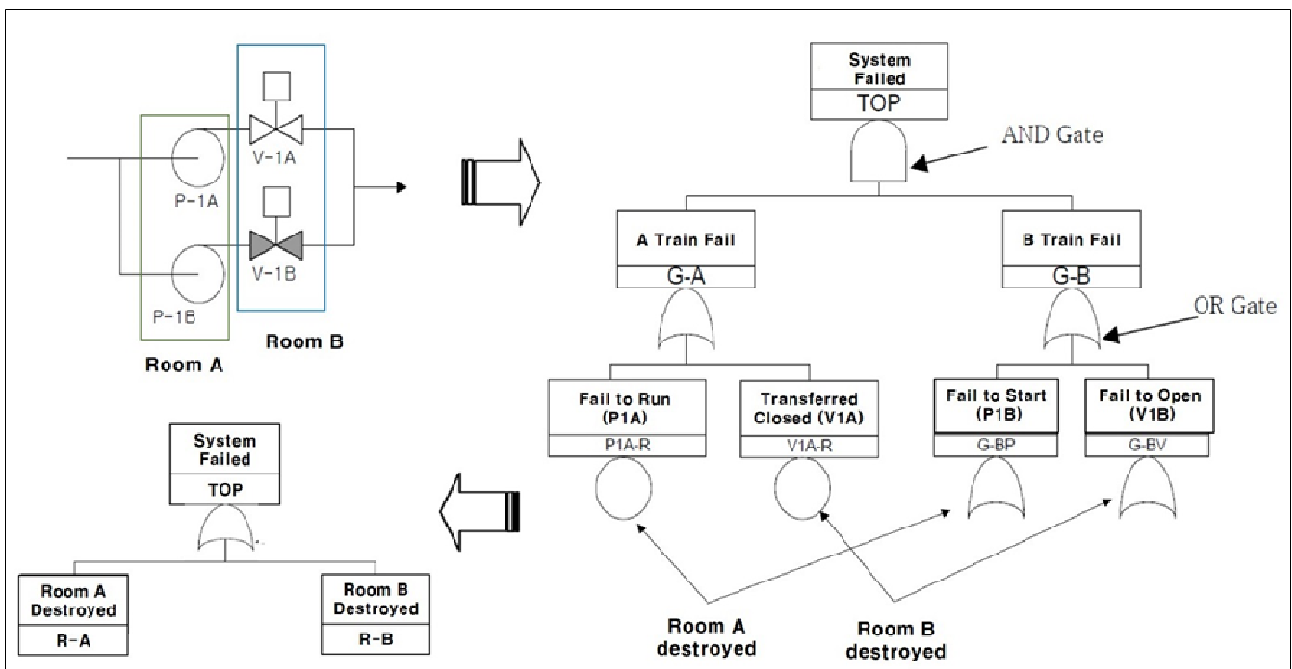 V-1A
P-1A
V-1B
P-1B
Room A
Room B
System
Failed
TOP
AND Gate
A Train Fail
G-A
B Train Fail
G-B
OR Gate
Fail to Run
(P1A)
P1A-R
Transferred
Closed (V1A)
V1A-R
Fail to Start
(P1B)
G-BP
Fail to Open
(V1B)
G-BV
Room A
destroyed
Room B
destroyed
System
Failed
TOP
Room A
Destroyed
R-A
Room B
Destroyed
R-B